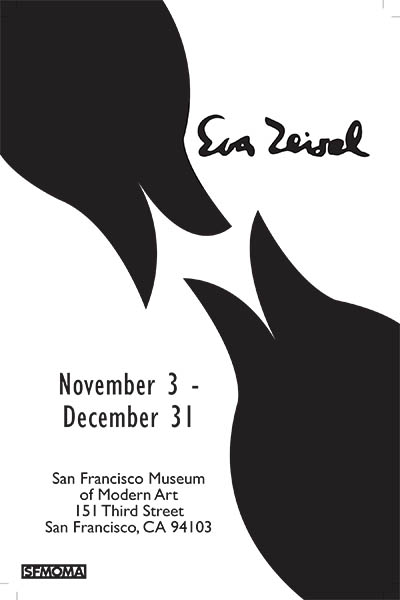 Eva Zeisel
November 3 -
December 31
San Francisco Museum
of Modern Art
151 Third Street
San Francisco, CA 94103
SFMOMA